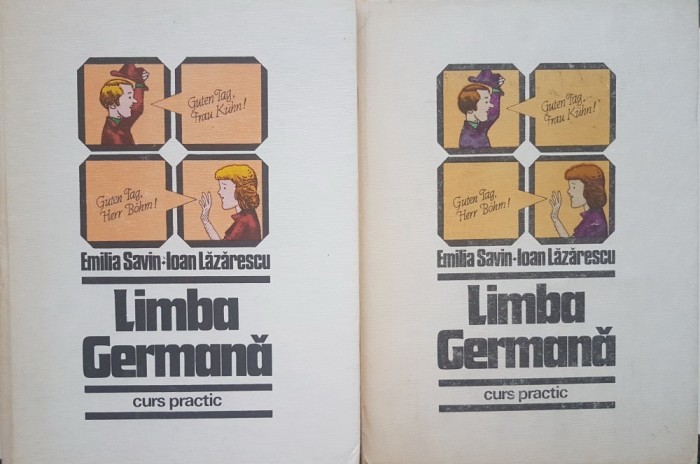 Guten Tag,
Frau Kühn!
Guten Tag,
Herr Böhm!
Emilia Savin·Ioan Lăzărescu
Limba
Germană
curs practic
Guten Tag,
Frau Kühn!
Guten Tag,
Herr Böhm!
Emilia Savin·Ioan Lăzărescu
Limba
Germană
curs practic